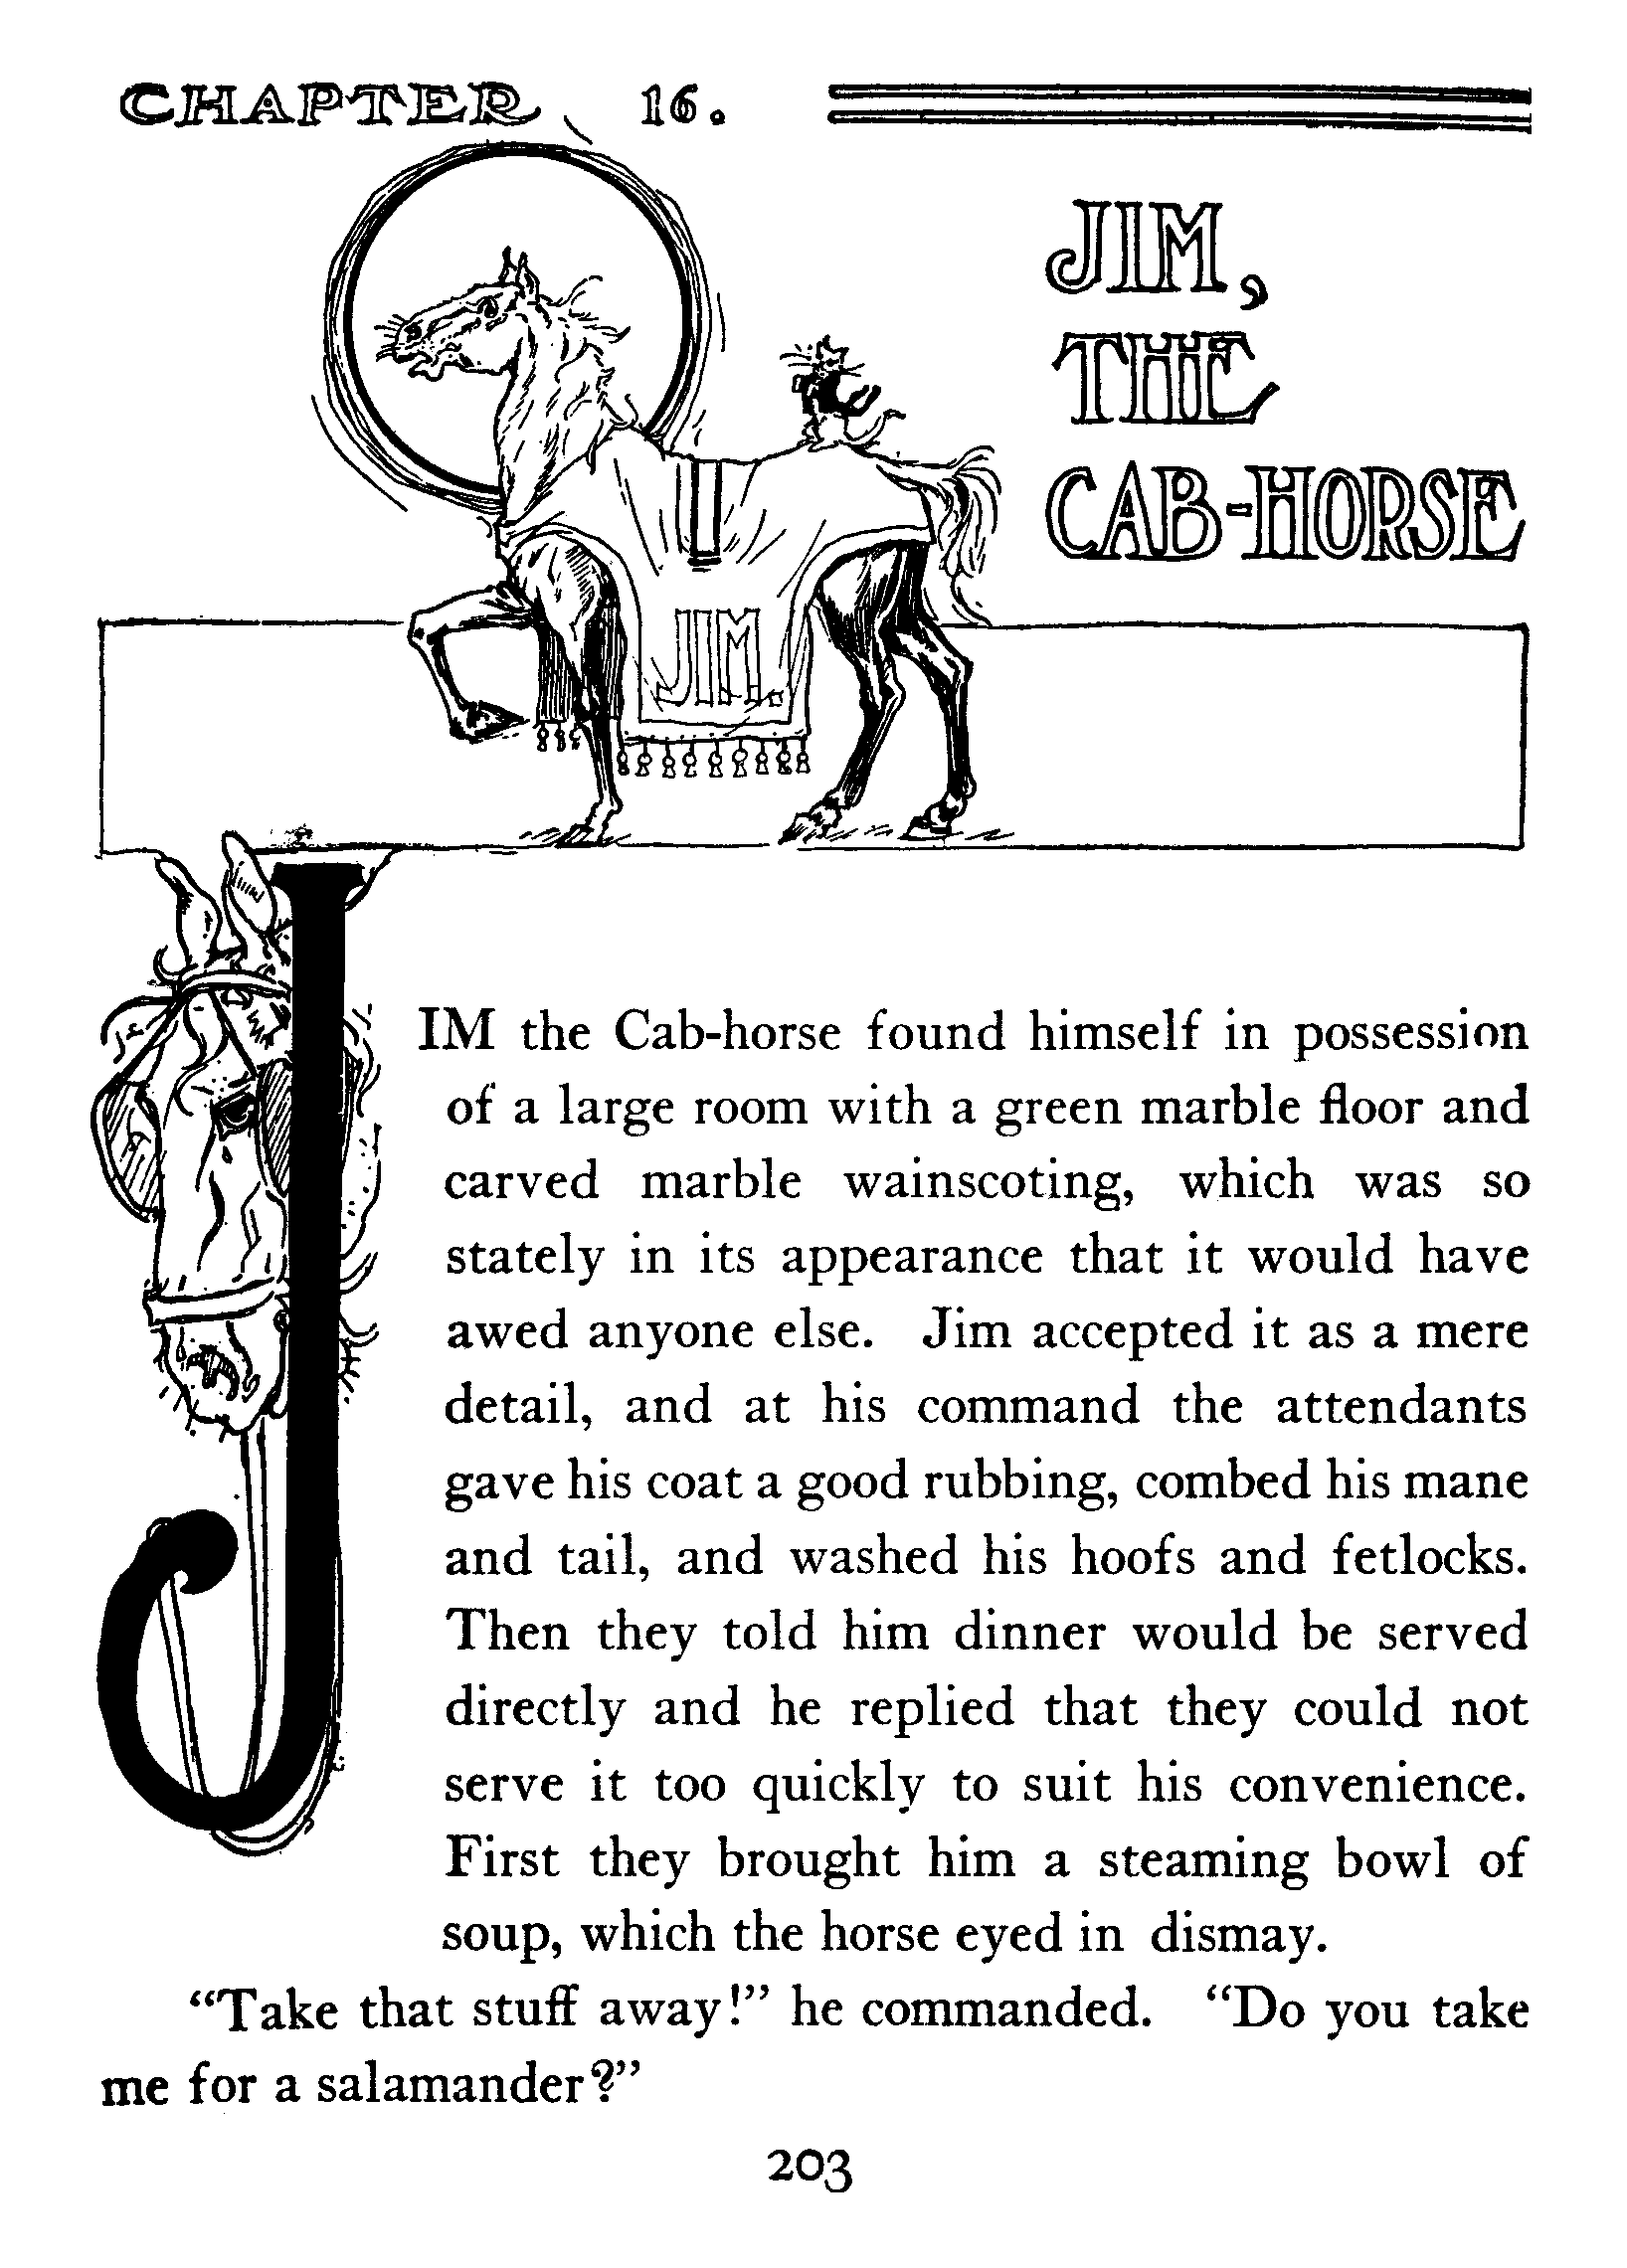 CHAPTER 16.
JIM,
THE
CAB-HORSE
JIM.
JIM the Cab-horse found himself in possession
of a large room with a green marble floor and
carved marble wainscoting, which was so
stately in its appearance that it would have
awed anyone else. Jim accepted it as a mere
detail, and at his command the attendants
gave his coat a good rubbing, combed his mane
and tail, and washed his hoofs and fetlocks.
Then they told him dinner would be served
directly and he replied that they could not
serve it too quickly to suit his convenience.
First they brought him a steaming bowl of
soup, which the horse eyed in dismay.
“Take that stuff away!” he commanded. “Do you take
me for a salamander?”
203